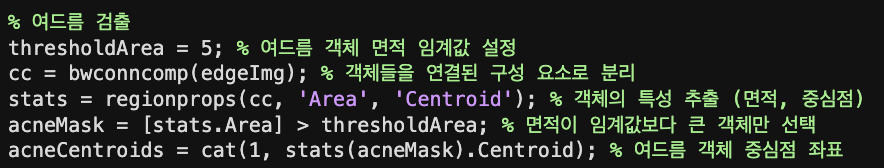 % 여드름 검출
thresholdArea = 5; % 여드름 객체 면적 임계값 설정
cc = bwconncomp(edgeImg); % 객체들을 연결된 구성 요소로 분리
stats = regionprops(cc, 'Area', 'Centroid'); % 객체의 특성 추출 (면적, 중심점)
acneMask = [stats.Area] > thresholdArea; % 면적이 임계값보다 큰 객체만 선택
acneCentroids = cat(1, stats(acneMask).Centroid); % 여드름 객체 중심점 좌표